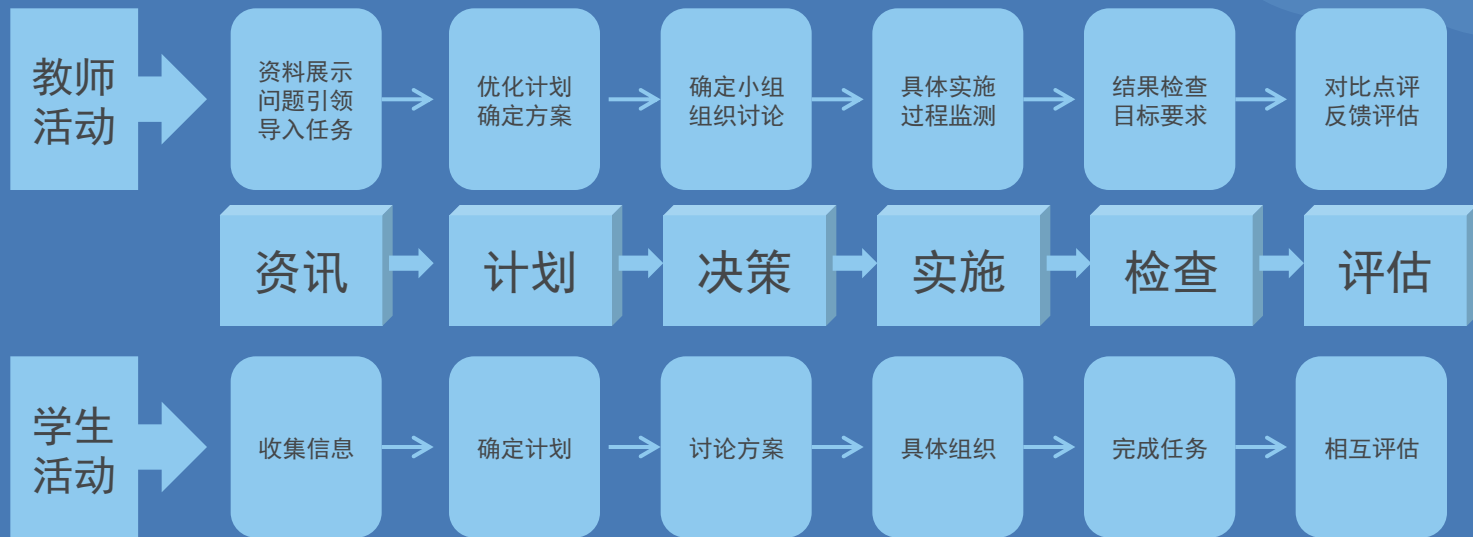 教师
活动
资料展示
问题引领
导入任务
优化计划
确定方案
确定小组
组织讨论
具体实施
过程监测
结果检查
目标要求
对比点评
反馈评估
资讯
计划
决策
实施
检查
评估
学生
活动
收集信息
确定计划
讨论方案
具体组织
完成任务
相互评估